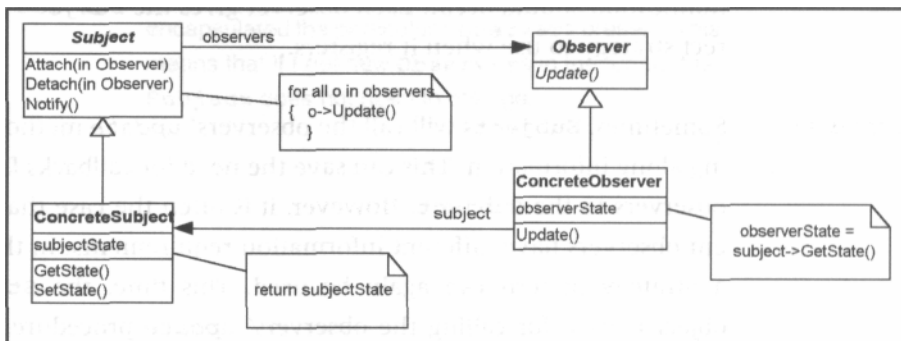 Subject
observers
Observer
Attach(in Observer)
Detach(in Observer)
Notify()
Update()
for all o in observers
{ o->Update()
}
ConcreteSubject
subject
ConcreteObserver
subjectState
observerState
GetState()
SetState()
Update()
observerState =
subject->GetState()
return subjectState